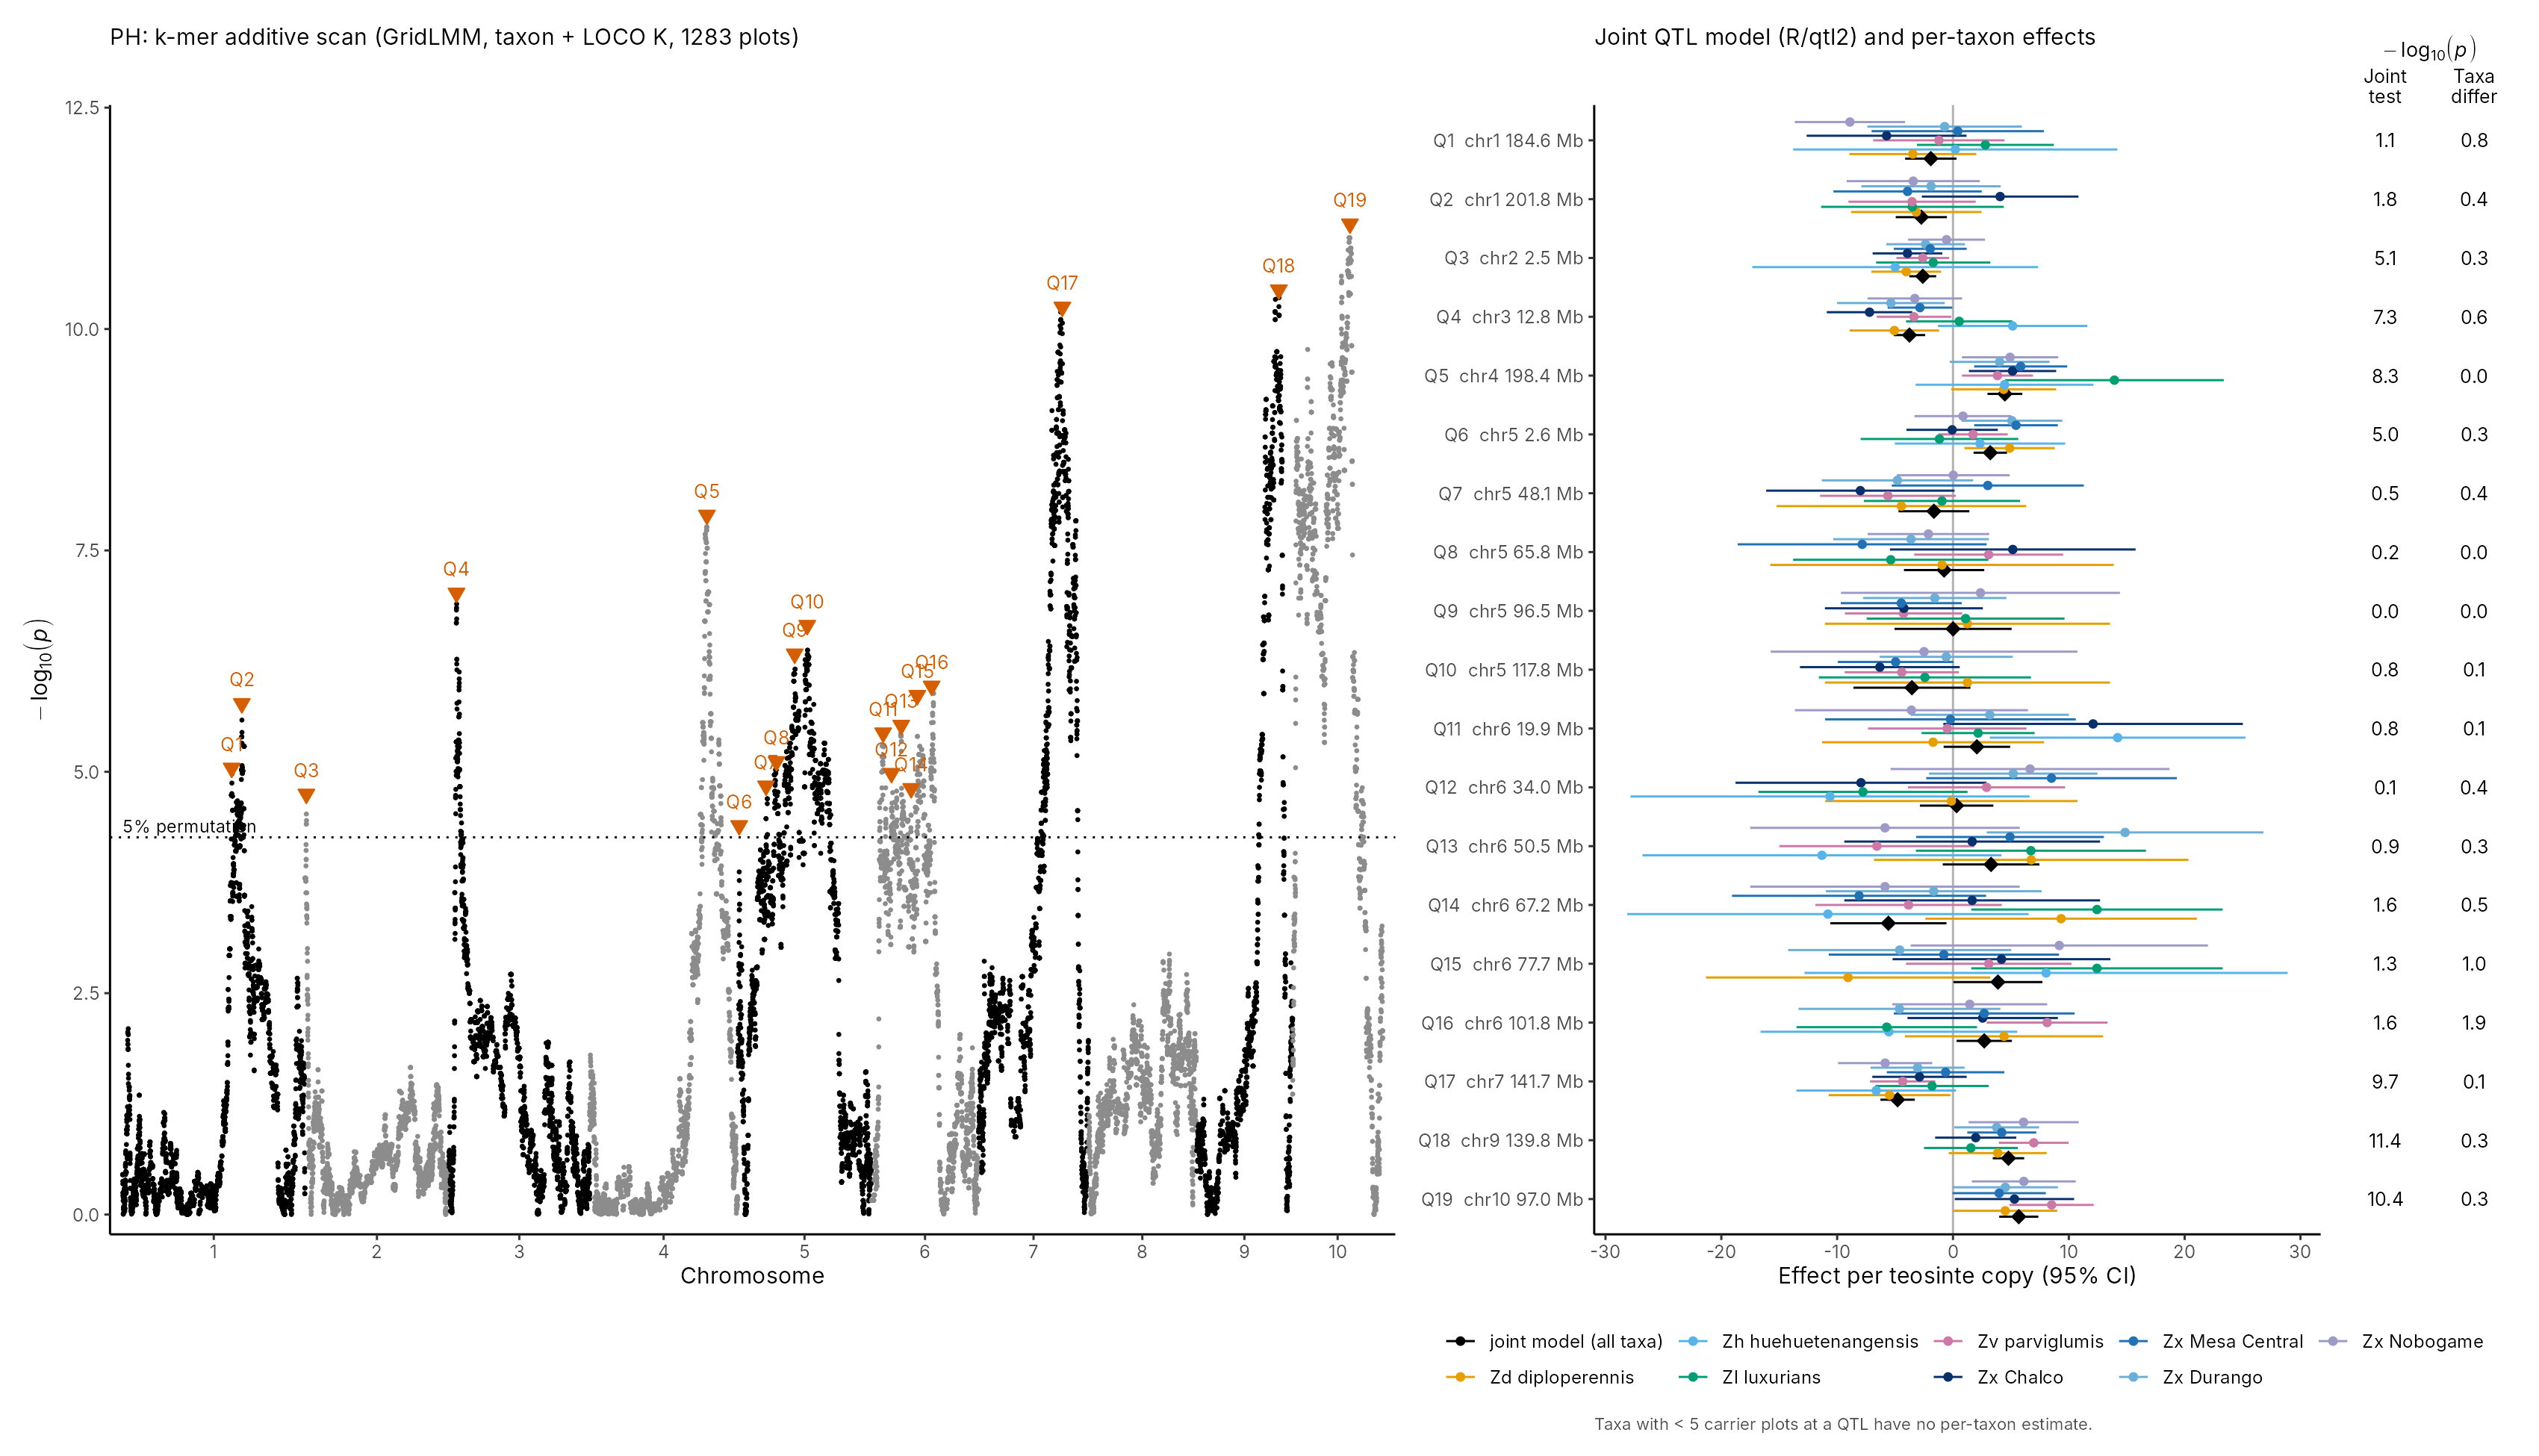 PH: k-mer additive scan (GridLMM, taxon + LOCO K, 1283 plots)
12.5
10.0
7.5
5.0
2.5
0.0
− log10(p)
5% permutation
Q1
Q2
Q3
Q4
Q5
Q6
Q7
Q8
Q9
Q10
Q11
Q12
Q13
Q14
Q15
Q16
Q17
Q18
Q19
1 2 3 4 5 6 7 8 9 10
Chromosome
Joint QTL model (R/qtl2) and per-taxon effects
− log10(p)
Joint test
Taxa differ
Q1 chr1 184.6 Mb 1.1 0.8
Q2 chr1 201.8 Mb 1.8 0.4
Q3 chr2 2.5 Mb 5.1 0.3
Q4 chr3 12.8 Mb 7.3 0.6
Q5 chr4 198.4 Mb 8.3 0.0
Q6 chr5 2.6 Mb 5.0 0.3
Q7 chr5 48.1 Mb 0.5 0.4
Q8 chr5 65.8 Mb 0.2 0.0
Q9 chr5 96.5 Mb 0.0 0.0
Q10 chr5 117.8 Mb 0.8 0.1
Q11 chr6 19.9 Mb 0.8 0.1
Q12 chr6 34.0 Mb 0.1 0.4
Q13 chr6 50.5 Mb 0.9 0.3
Q14 chr6 67.2 Mb 1.6 0.5
Q15 chr6 77.7 Mb 1.3 1.0
Q16 chr6 101.8 Mb 1.6 1.9
Q17 chr7 141.7 Mb 9.7 0.1
Q18 chr9 139.8 Mb 11.4 0.3
Q19 chr10 97.0 Mb 10.4 0.3
-30 -20 -10 0 10 20 30
Effect per teosinte copy (95% CI)
joint model (all taxa) Zh huehuetenangensis Zv parviglumis Zx Mesa Central Zx Nobogame
Zd diploperennis Zl luxurians Zx Chalco Zx Durango
Taxa with < 5 carrier plots at a QTL have no per-taxon estimate.